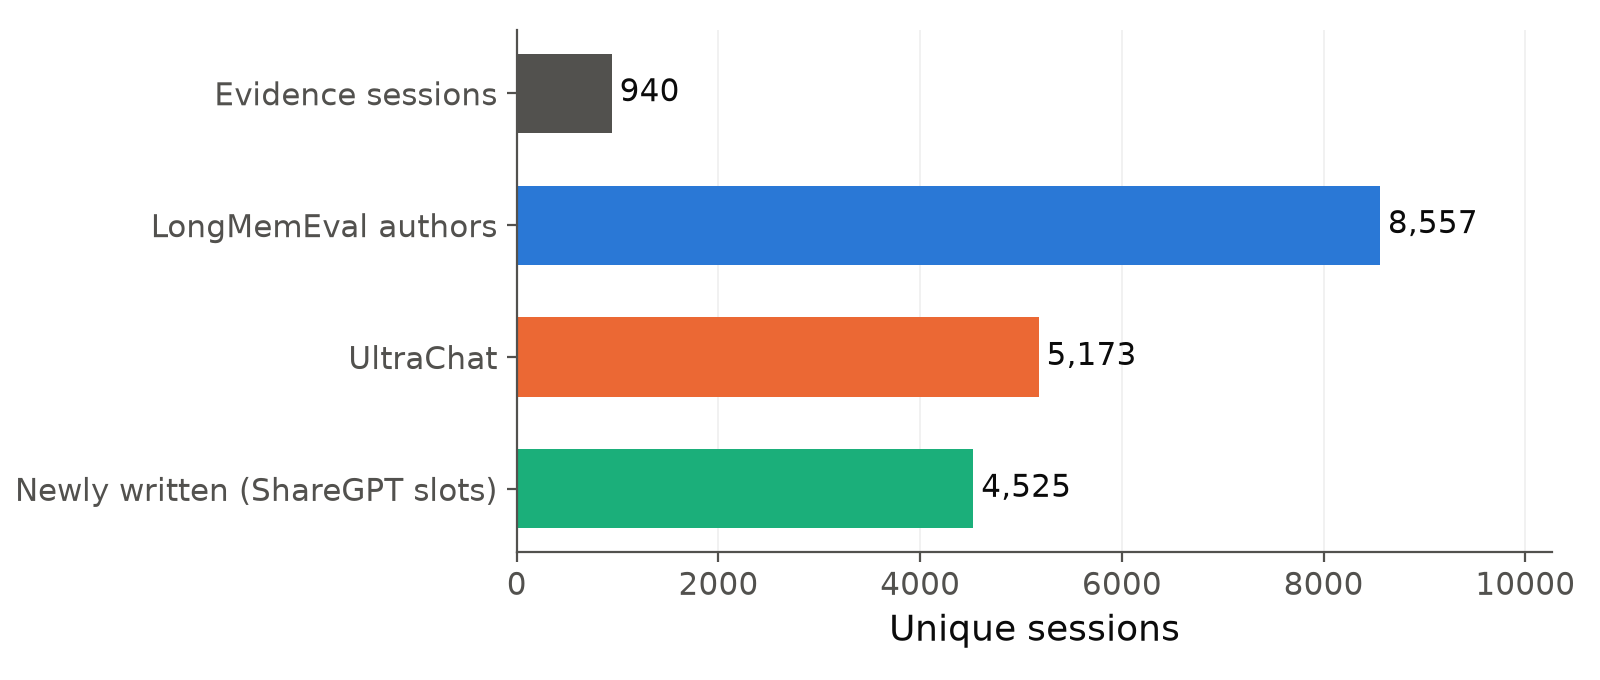 Evidence sessions 940
LongMemEval authors 8,557
UltraChat 5,173
Newly written (ShareGPT slots) 4,525
0 2000 4000 6000 8000 10000
Unique sessions